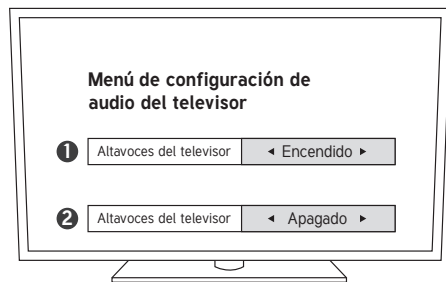 Menú de configuración de
audio del televisor
1 Altavoces del televisor ◂ Encendido ▸
2 Altavoces del televisor ◂ Apagado ▸